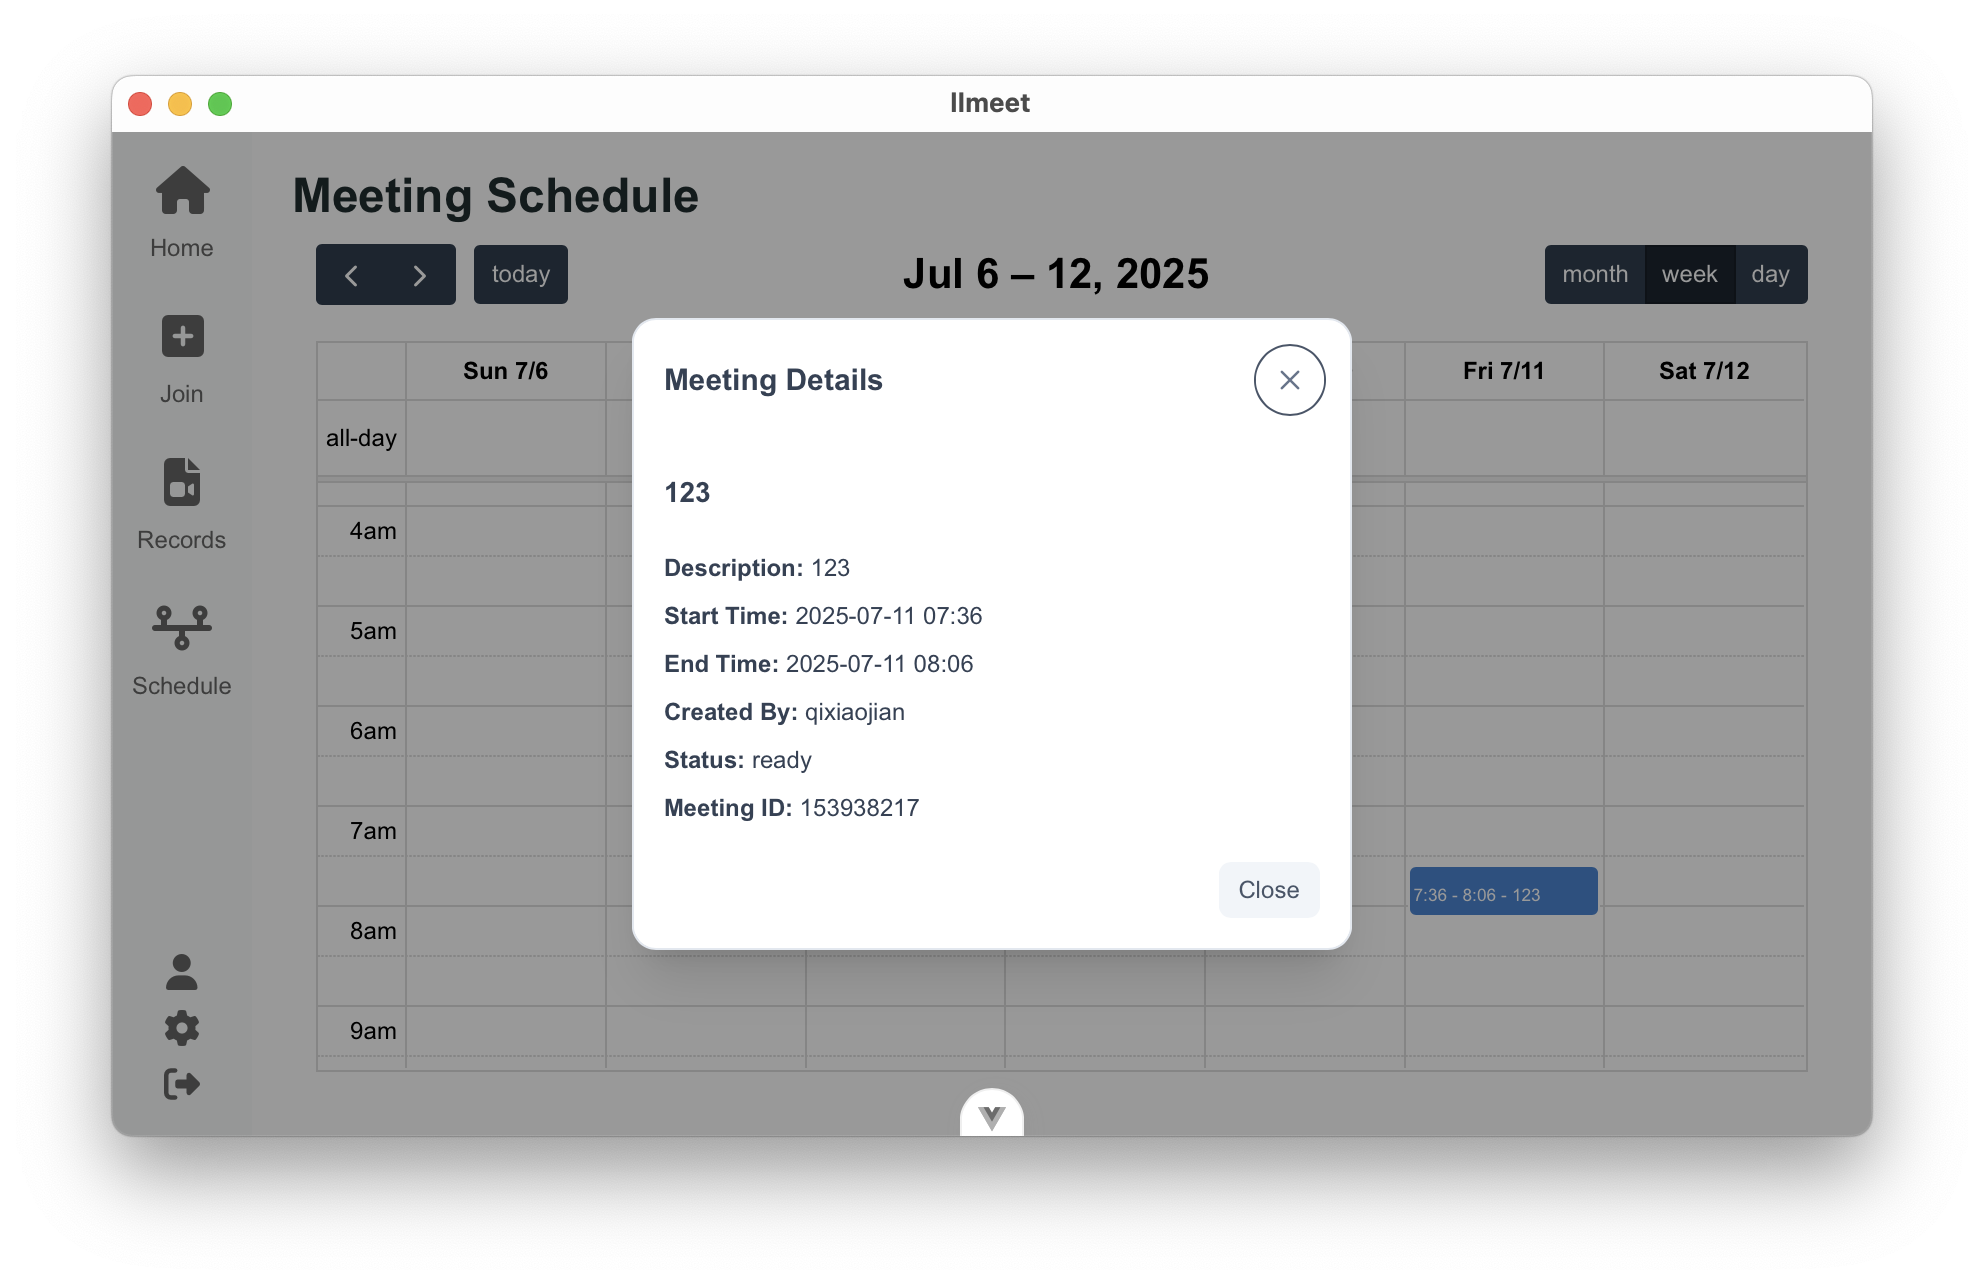 llmeet
Home
Join
Records
Schedule
Meeting Schedule
today
Jul 6 – 12, 2025
month week day
Sun 7/6 Fri 7/11 Sat 7/12
all-day
4am
5am
6am
7am
8am
9am
7:36 - 8:06 - 123
Meeting Details
123
Description: 123
Start Time: 2025-07-11 07:36
End Time: 2025-07-11 08:06
Created By: qixiaojian
Status: ready
Meeting ID: 153938217
Close